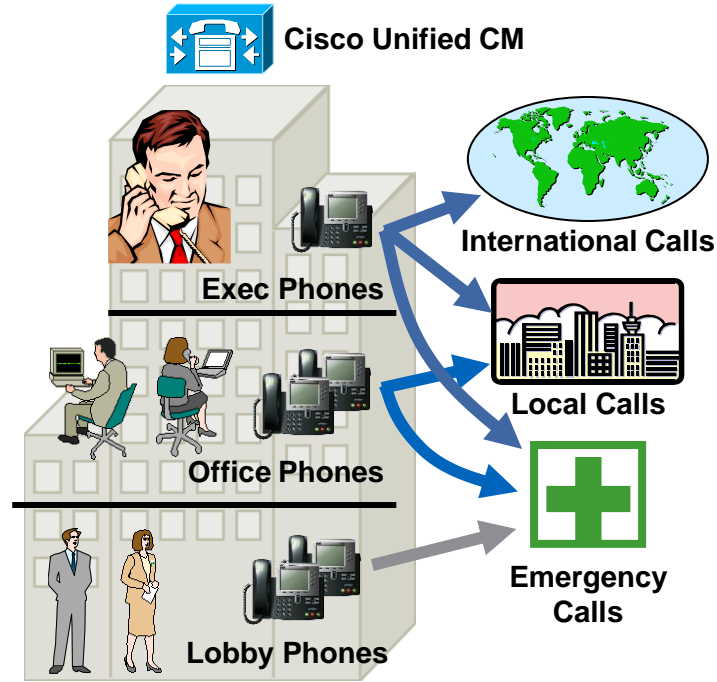 Cisco Unified CM
International Calls
Exec Phones
Local Calls
Office Phones
Emergency
Calls
Lobby Phones